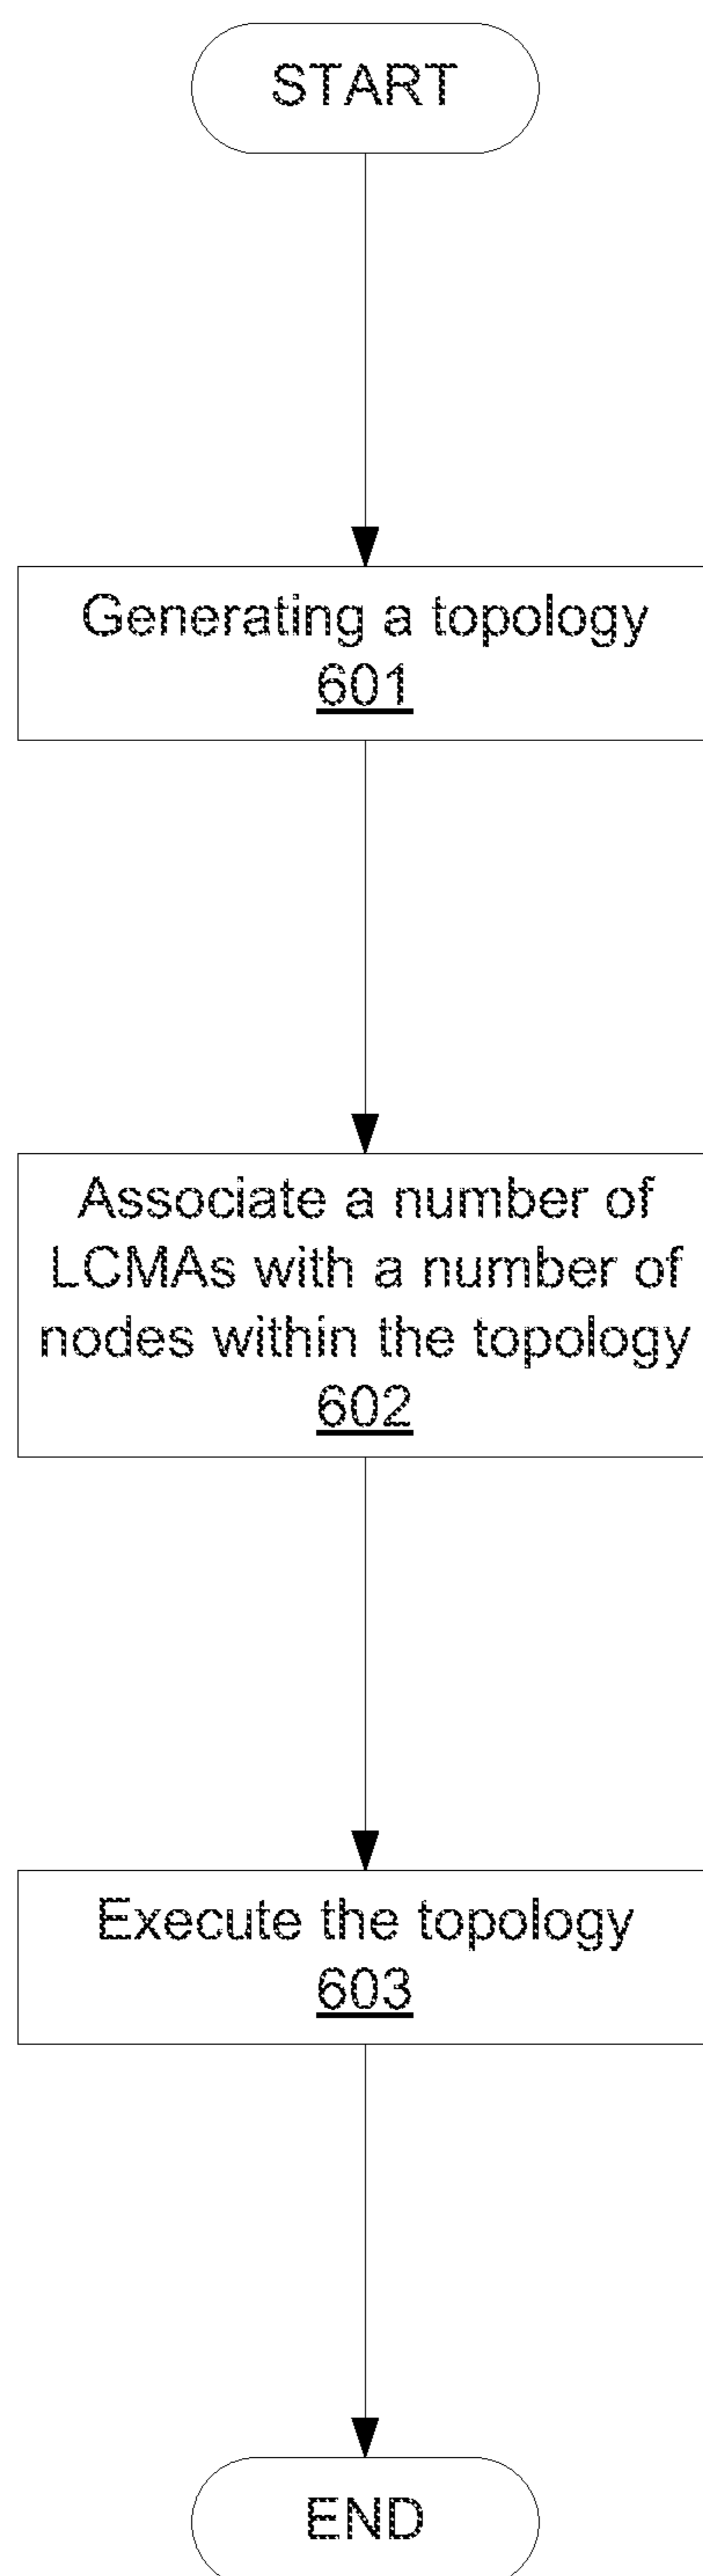 START
Generating a topology
601
Associate a number of
LCMAs with a number of
nodes within the topology
602
Execute the topology
603
END